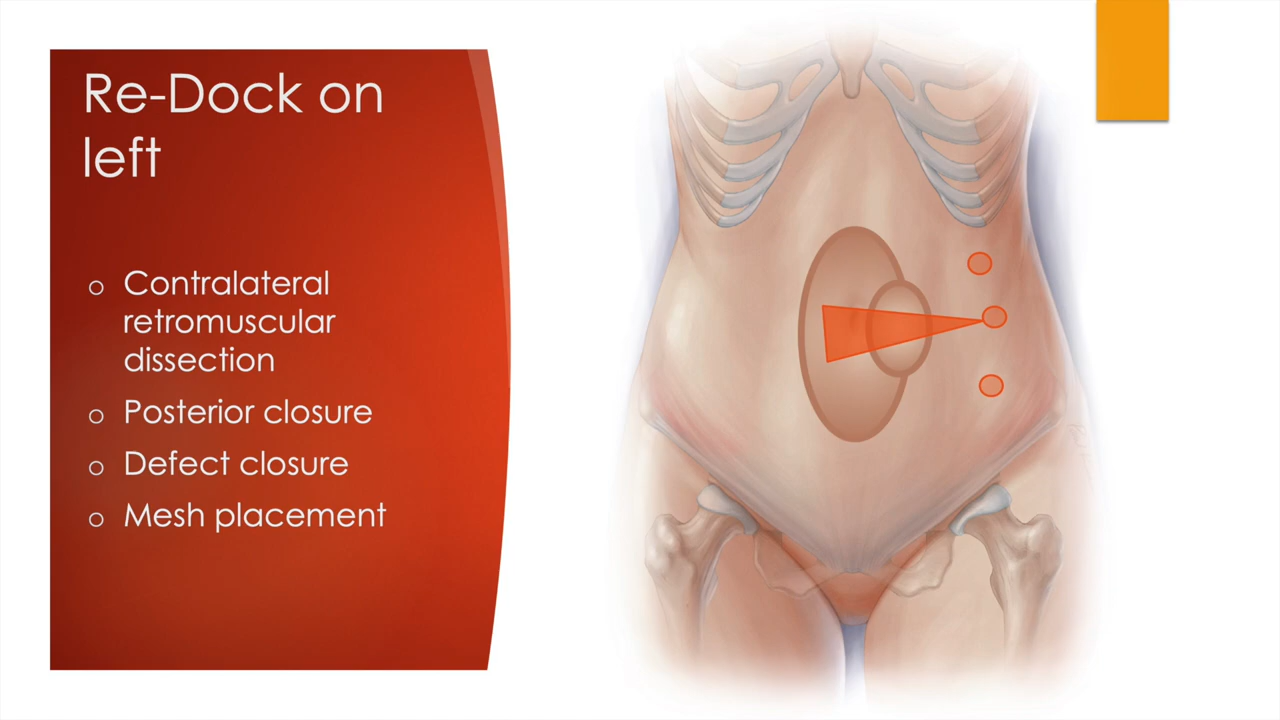 Re-Dock on
left
o Contralateral
retromuscular
dissection
o Posterior closure
o Defect closure
o Mesh placement